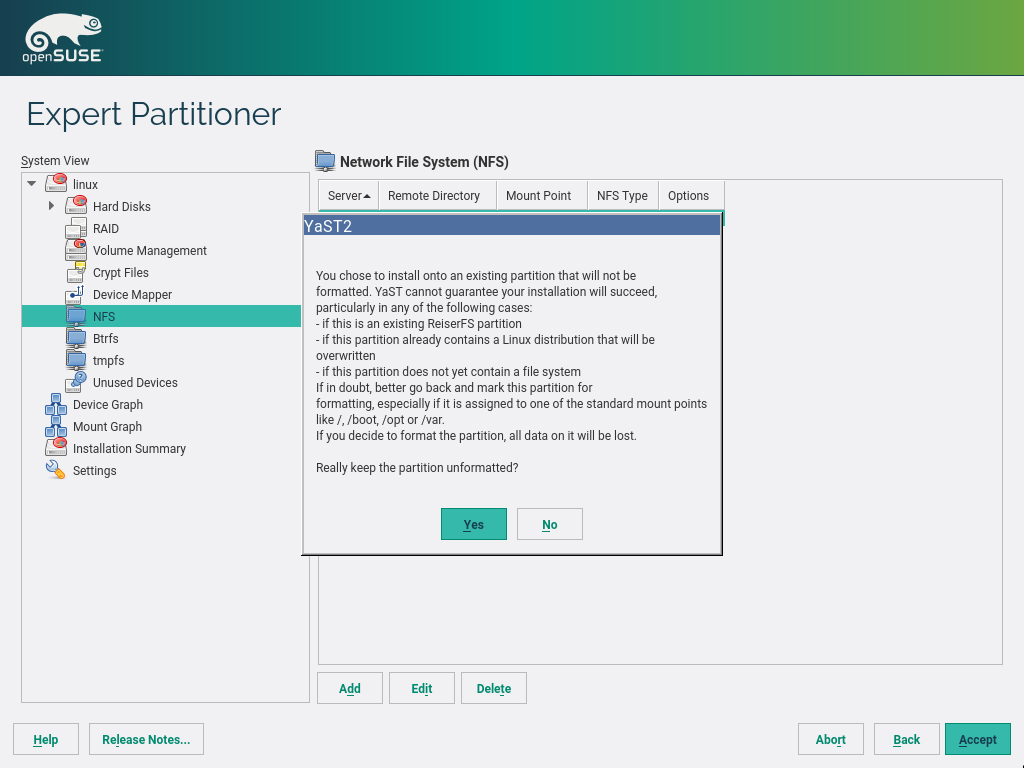 openSUSE
Expert Partitioner
System View
linux
Hard Disks
RAID
Volume Management
Crypt Files
Device Mapper
NFS
Btrfs
tmpfs
Unused Devices
Device Graph
Mount Graph
Installation Summary
Settings
Network File System (NFS)
Server Remote Directory Mount Point NFS Type Options
YaST2
You chose to install onto an existing partition that will not be
formatted. YaST cannot guarantee your installation will succeed,
particularly in any of the following cases:
- if this is an existing ReiserFS partition
- if this partition already contains a Linux distribution that will be
overwritten
- if this partition does not yet contain a file system
If in doubt, better go back and mark this partition for
formatting, especially if it is assigned to one of the standard mount points
like /, /boot, /opt or /var.
If you decide to format the partition, all data on it will be lost.
Really keep the partition unformatted?
Yes No
Add Edit Delete
Help Release Notes... Abort Back Accept